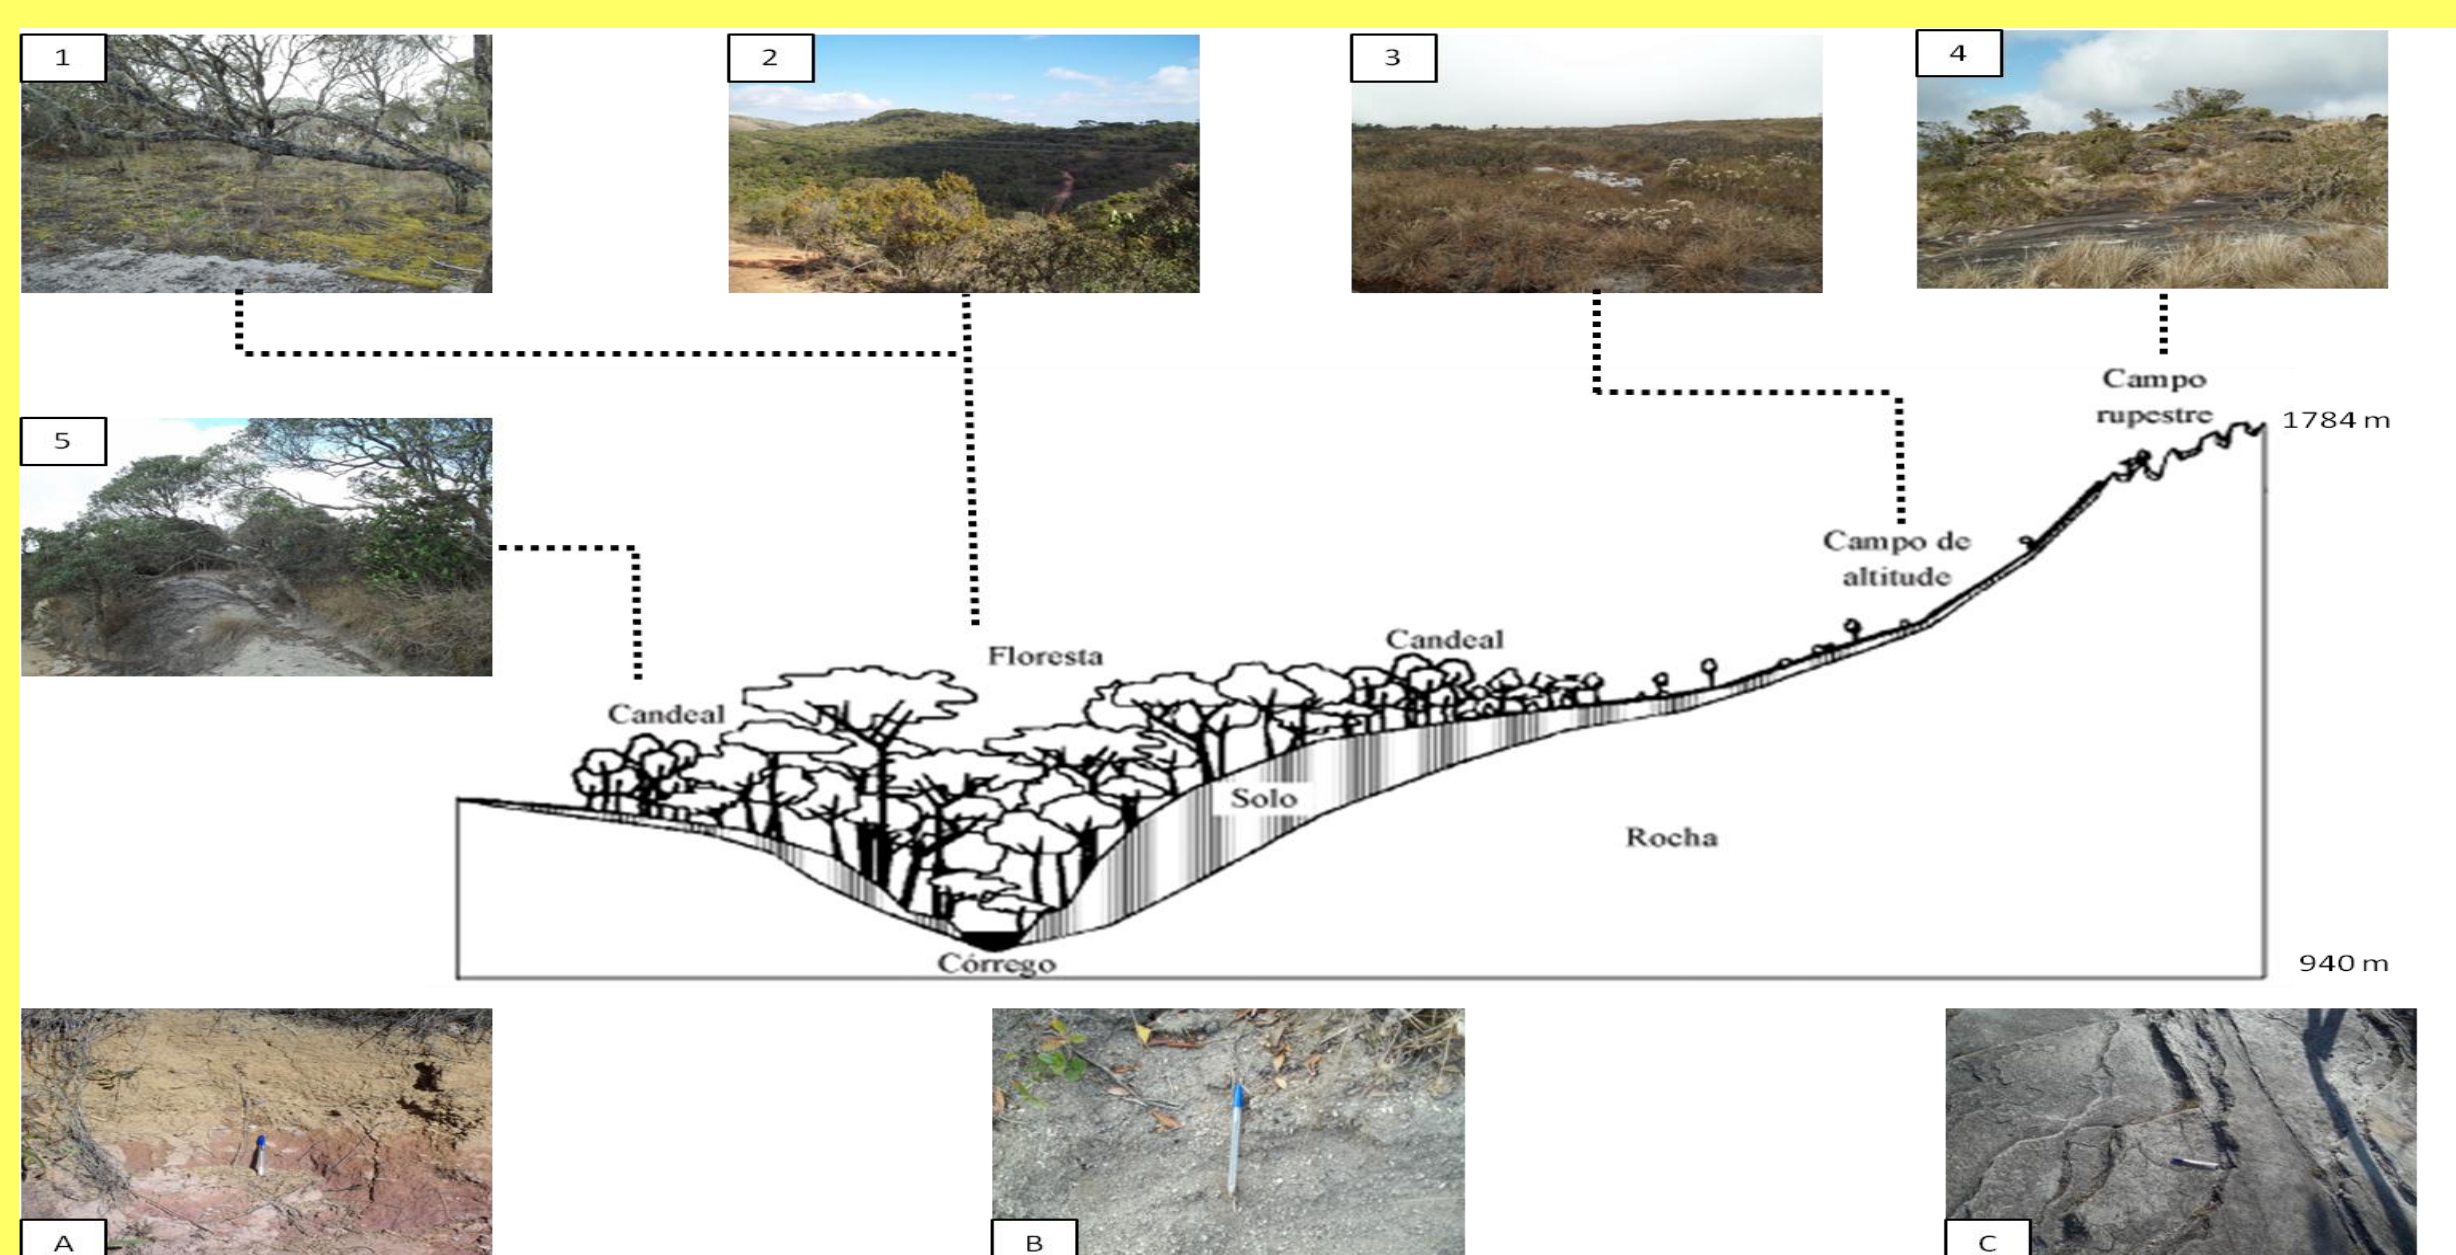 1
2
3
4
Campo
rupestre
1784 m
5
Campo de
altitude
Candeal
Floresta
Candeal
Solo
Rocha
Córrego
940 m
A
B
C